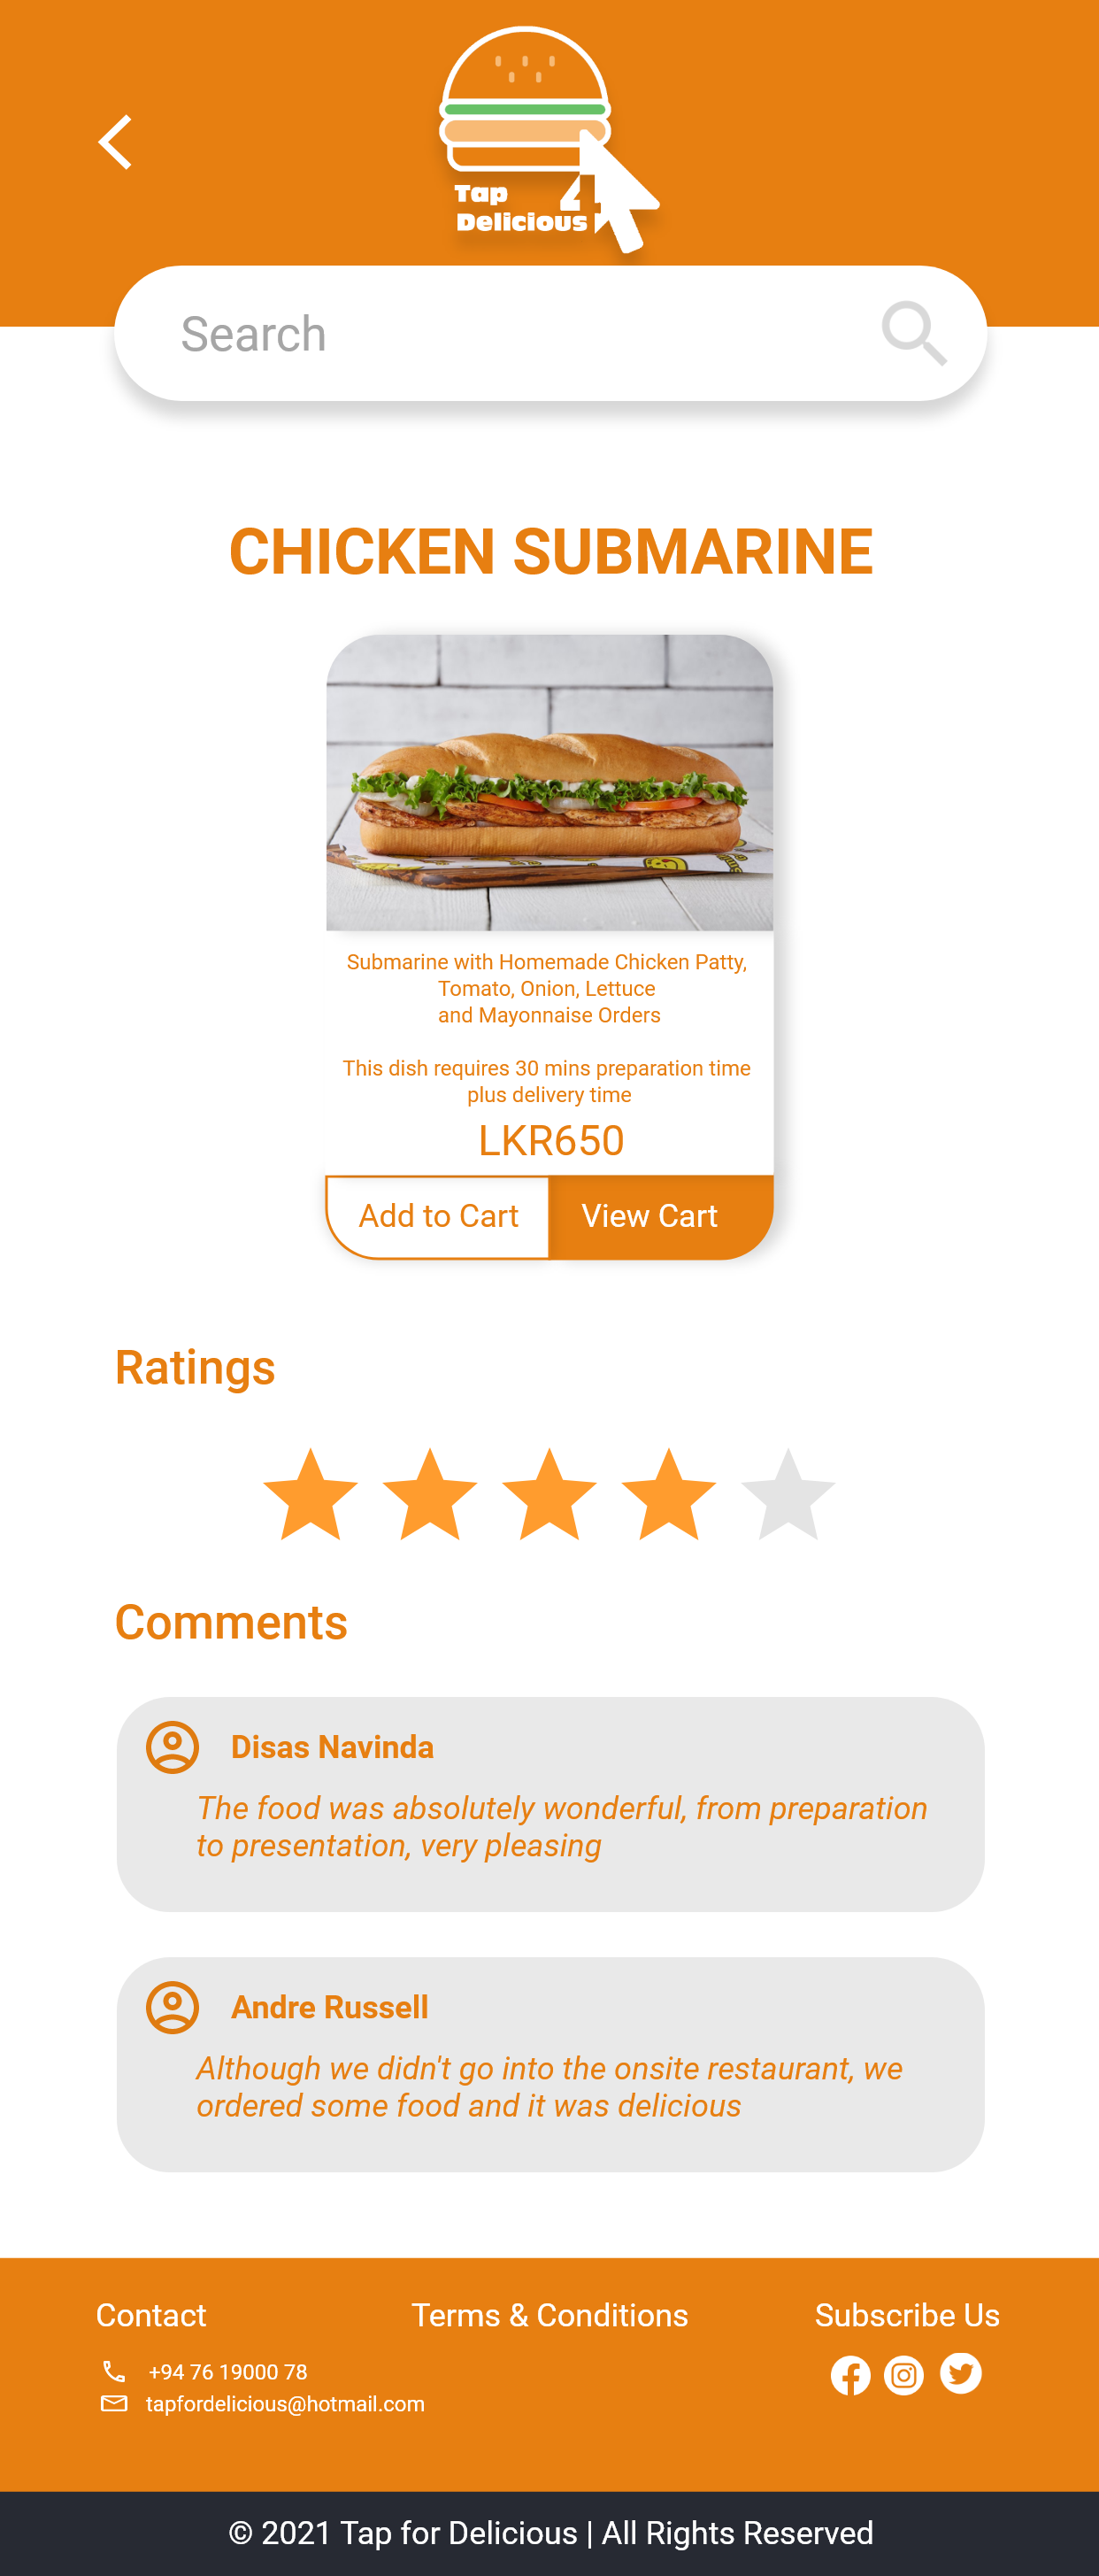 Tap 4
Delicious
Search
CHICKEN SUBMARINE
Submarine with Homemade Chicken Patty,
Tomato, Onion, Lettuce
and Mayonnaise Orders
This dish requires 30 mins preparation time
plus delivery time
LKR650
Add to Cart
View Cart
Ratings
Comments
Disas Navinda
The food was absolutely wonderful, from preparation
to presentation, very pleasing
Andre Russell
Although we didn't go into the onsite restaurant, we
ordered some food and it was delicious
Contact
Terms & Conditions
Subscribe Us
+94 76 19000 78
tapfordelicious@hotmail.com
© 2021 Tap for Delicious | All Rights Reserved